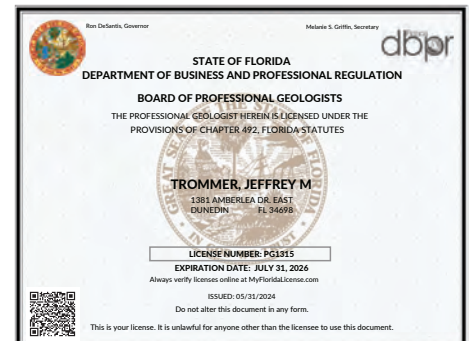 Ron DeSantis, Governor
Melanie S. Griffin, Secretary
dbpr
STATE OF FLORIDA
DEPARTMENT OF BUSINESS AND PROFESSIONAL REGULATION
BOARD OF PROFESSIONAL GEOLOGISTS
THE PROFESSIONAL GEOLOGIST HEREIN IS LICENSED UNDER THE
PROVISIONS OF CHAPTER 492, FLORIDA STATUTES
TROMMER, JEFFREY M
1381 AMBERLEA DR. EAST
DUNEDIN FL 34698
LICENSE NUMBER: PG1315
EXPIRATION DATE: JULY 31, 2026
Always verify licenses online at MyFloridaLicense.com
ISSUED: 05/31/2024
Do not alter this document in any form.
This is your license. It is unlawful for anyone other than the licensee to use this document.